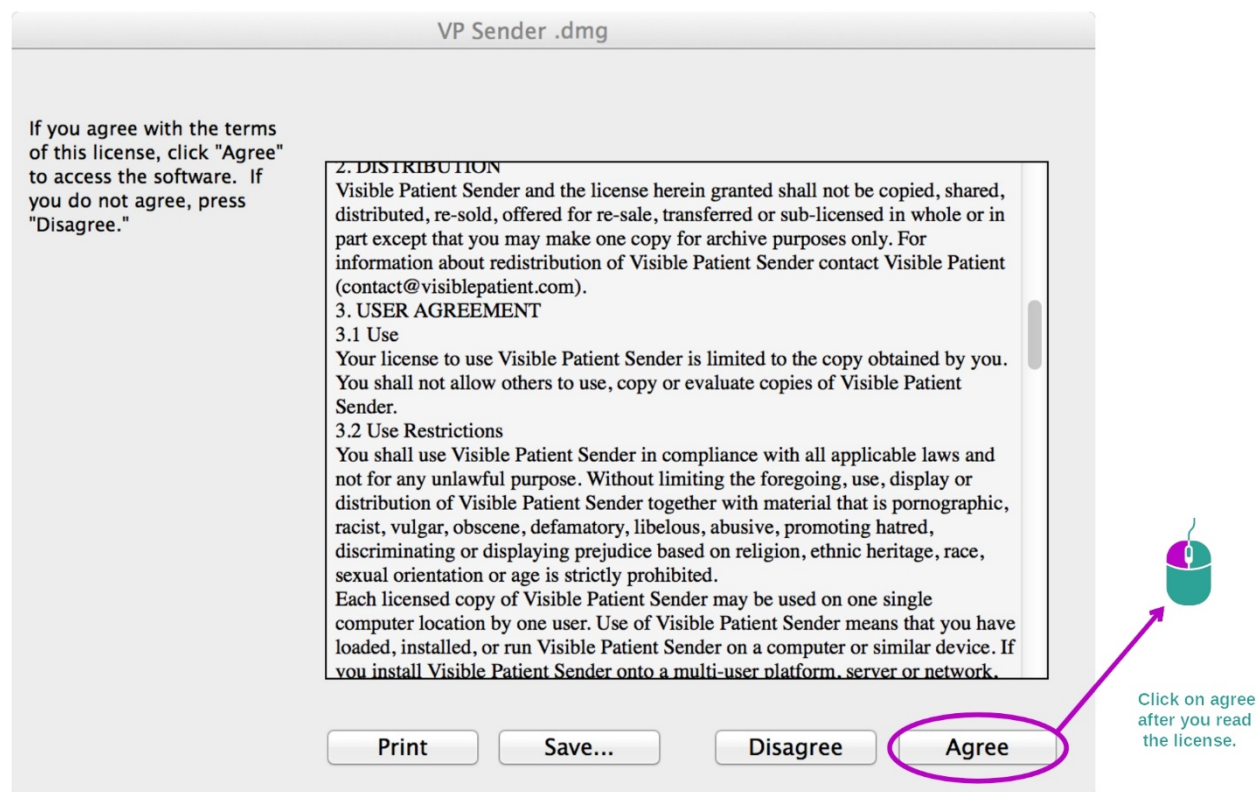 VP Sender .dmg
If you agree with the terms
of this license, click "Agree"
to access the software.  If
you do not agree, press
"Disagree."
2. DISTRIBUTION
Visible Patient Sender and the license herein granted shall not be copied, shared,
distributed, re-sold, offered for re-sale, transferred or sub-licensed in whole or in
part except that you may make one copy for archive purposes only. For
information about redistribution of Visible Patient Sender contact Visible Patient
(contact@visiblepatient.com).
3. USER AGREEMENT
3.1 Use
Your license to use Visible Patient Sender is limited to the copy obtained by you.
You shall not allow others to use, copy or evaluate copies of Visible Patient
Sender.
3.2 Use Restrictions
You shall use Visible Patient Sender in compliance with all applicable laws and
not for any unlawful purpose. Without limiting the foregoing, use, display or
distribution of Visible Patient Sender together with material that is pornographic,
racist, vulgar, obscene, defamatory, libelous, abusive, promoting hatred,
discriminating or displaying prejudice based on religion, ethnic heritage, race,
sexual orientation or age is strictly prohibited.
Each licensed copy of Visible Patient Sender may be used on one single
computer location by one user. Use of Visible Patient Sender means that you have
loaded, installed, or run Visible Patient Sender on a computer or similar device. If
you install Visible Patient Sender onto a multi-user platform, server or network,
Print
Save...
Disagree
Agree
Click on agree
after you read
the license.